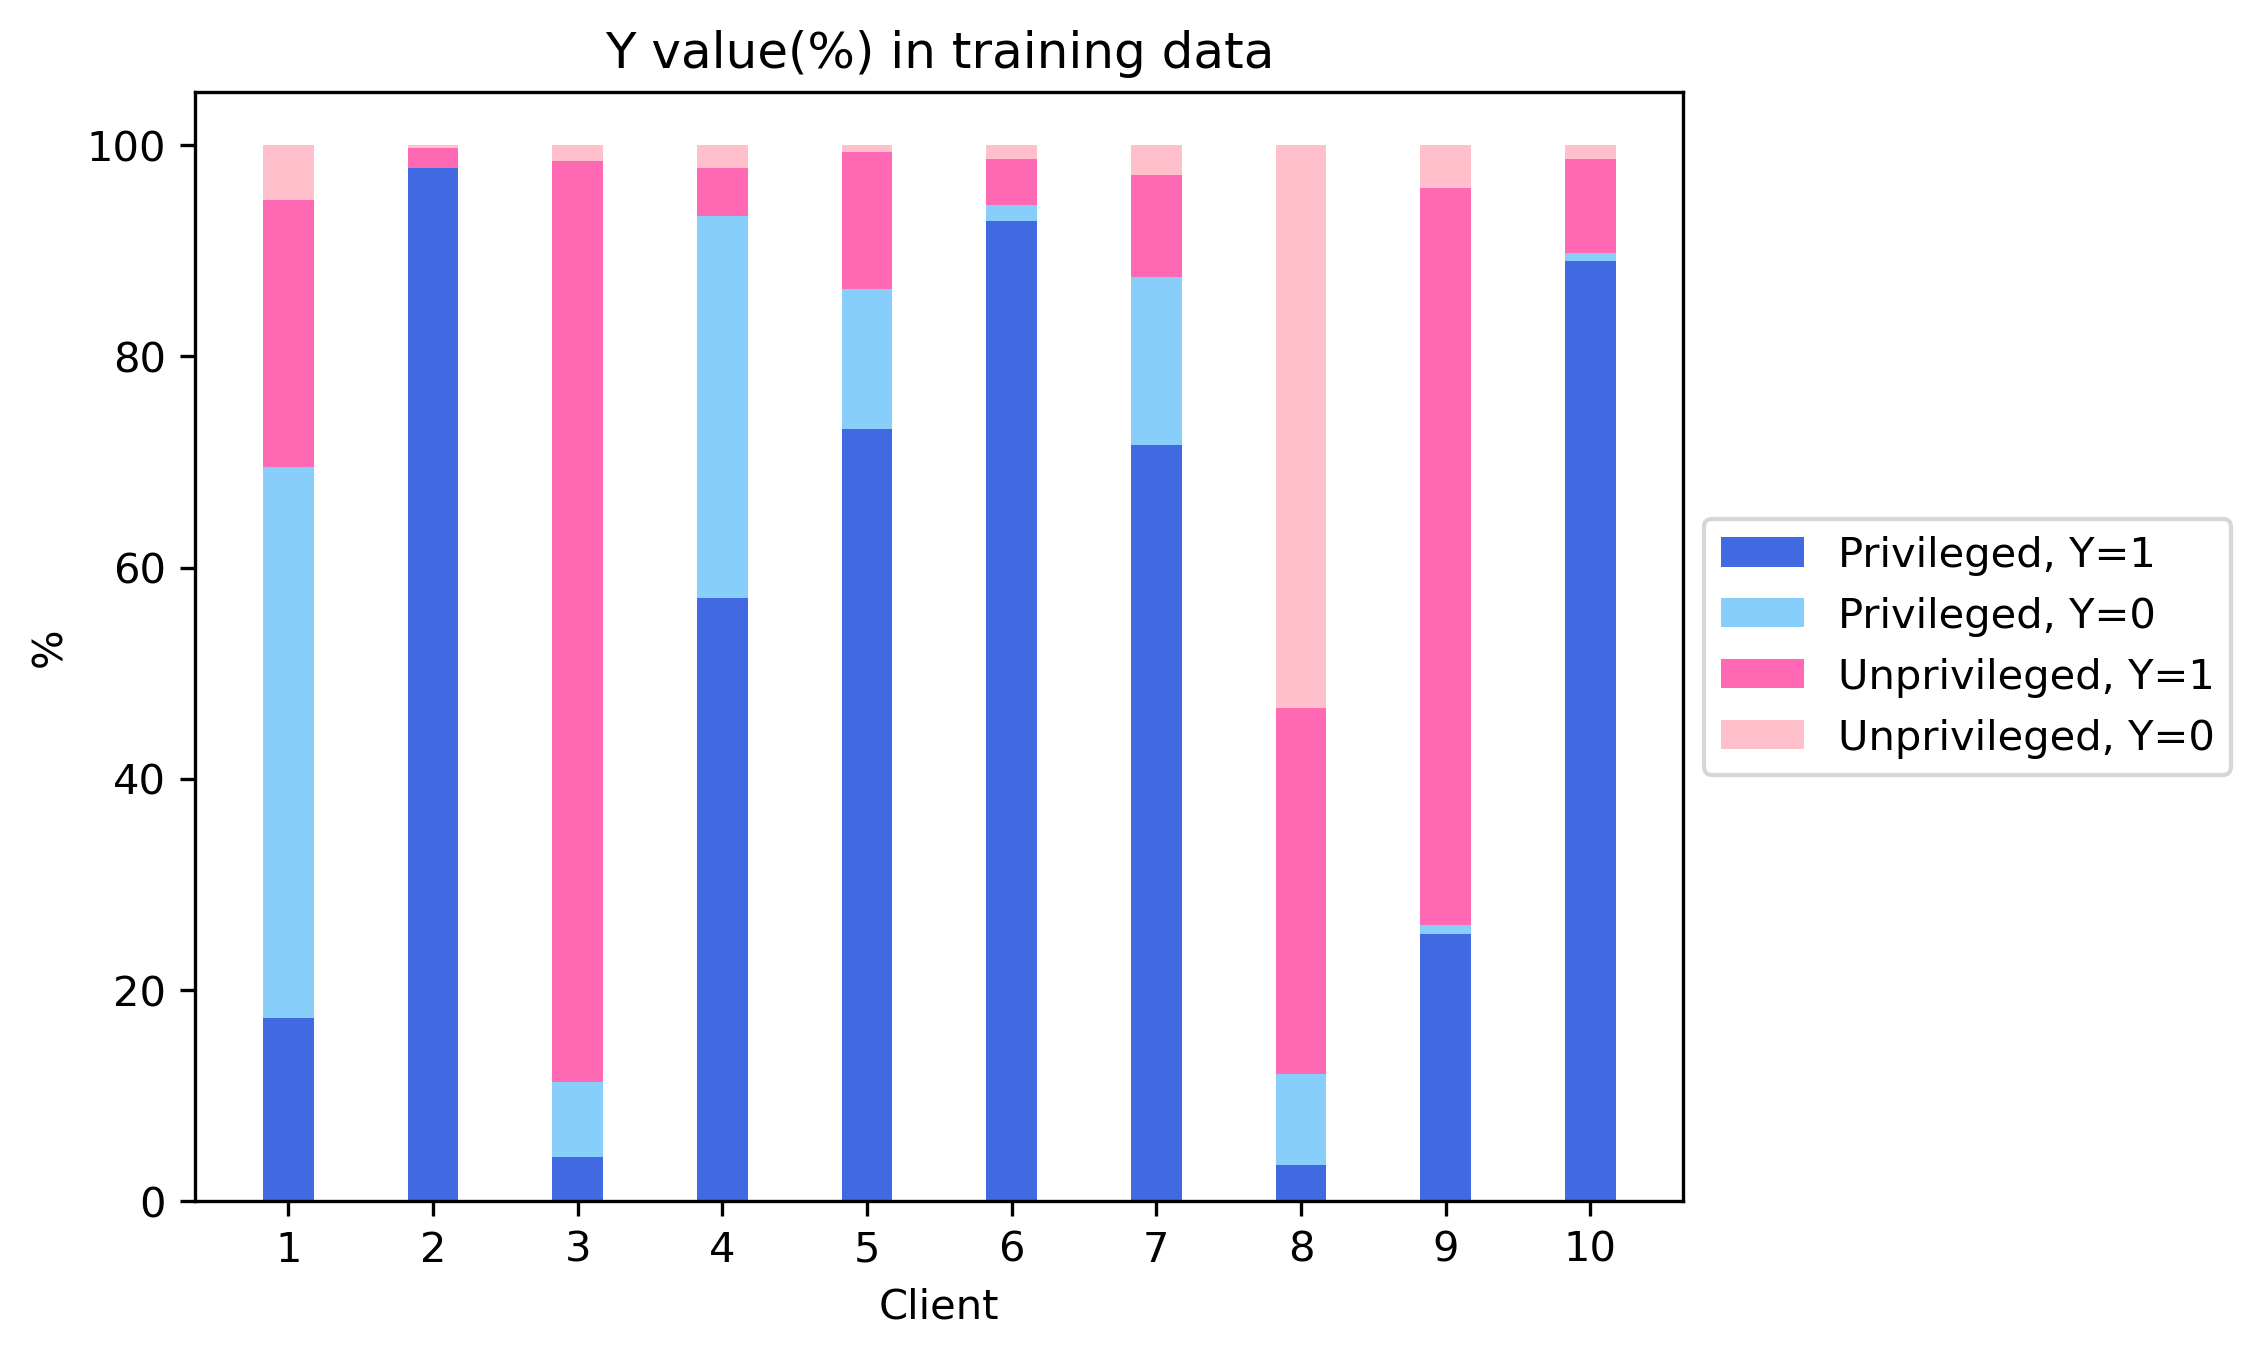 Y value(%) in training data
100
80
60
40
20
0
%
1 2 3 4 5 6 7 8 9 10
Client
Privileged, Y=1
Privileged, Y=0
Unprivileged, Y=1
Unprivileged, Y=0